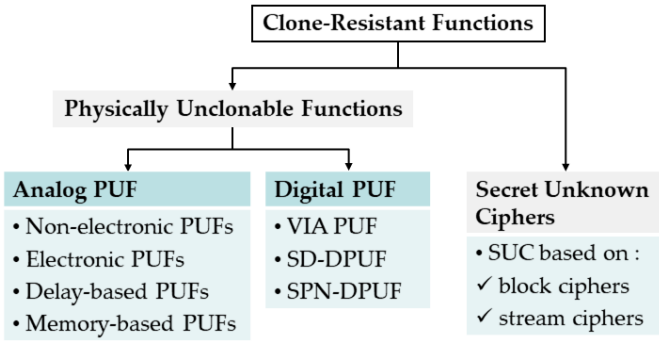 Clone-Resistant Functions
Physically Unclonable Functions
Analog PUF
• Non-electronic PUFs
• Electronic PUFs
• Delay-based PUFs
• Memory-based PUFs
Digital PUF
• VIA PUF
• SD-DPUF
• SPN-DPUF
Secret Unknown
Ciphers
• SUC based on :
✓ block ciphers
✓ stream ciphers